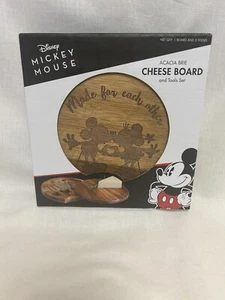 Disney
MICKEY
MOUSE
Made for each other
ACACIA BRIE
CHEESE BOARD
and Tools Set